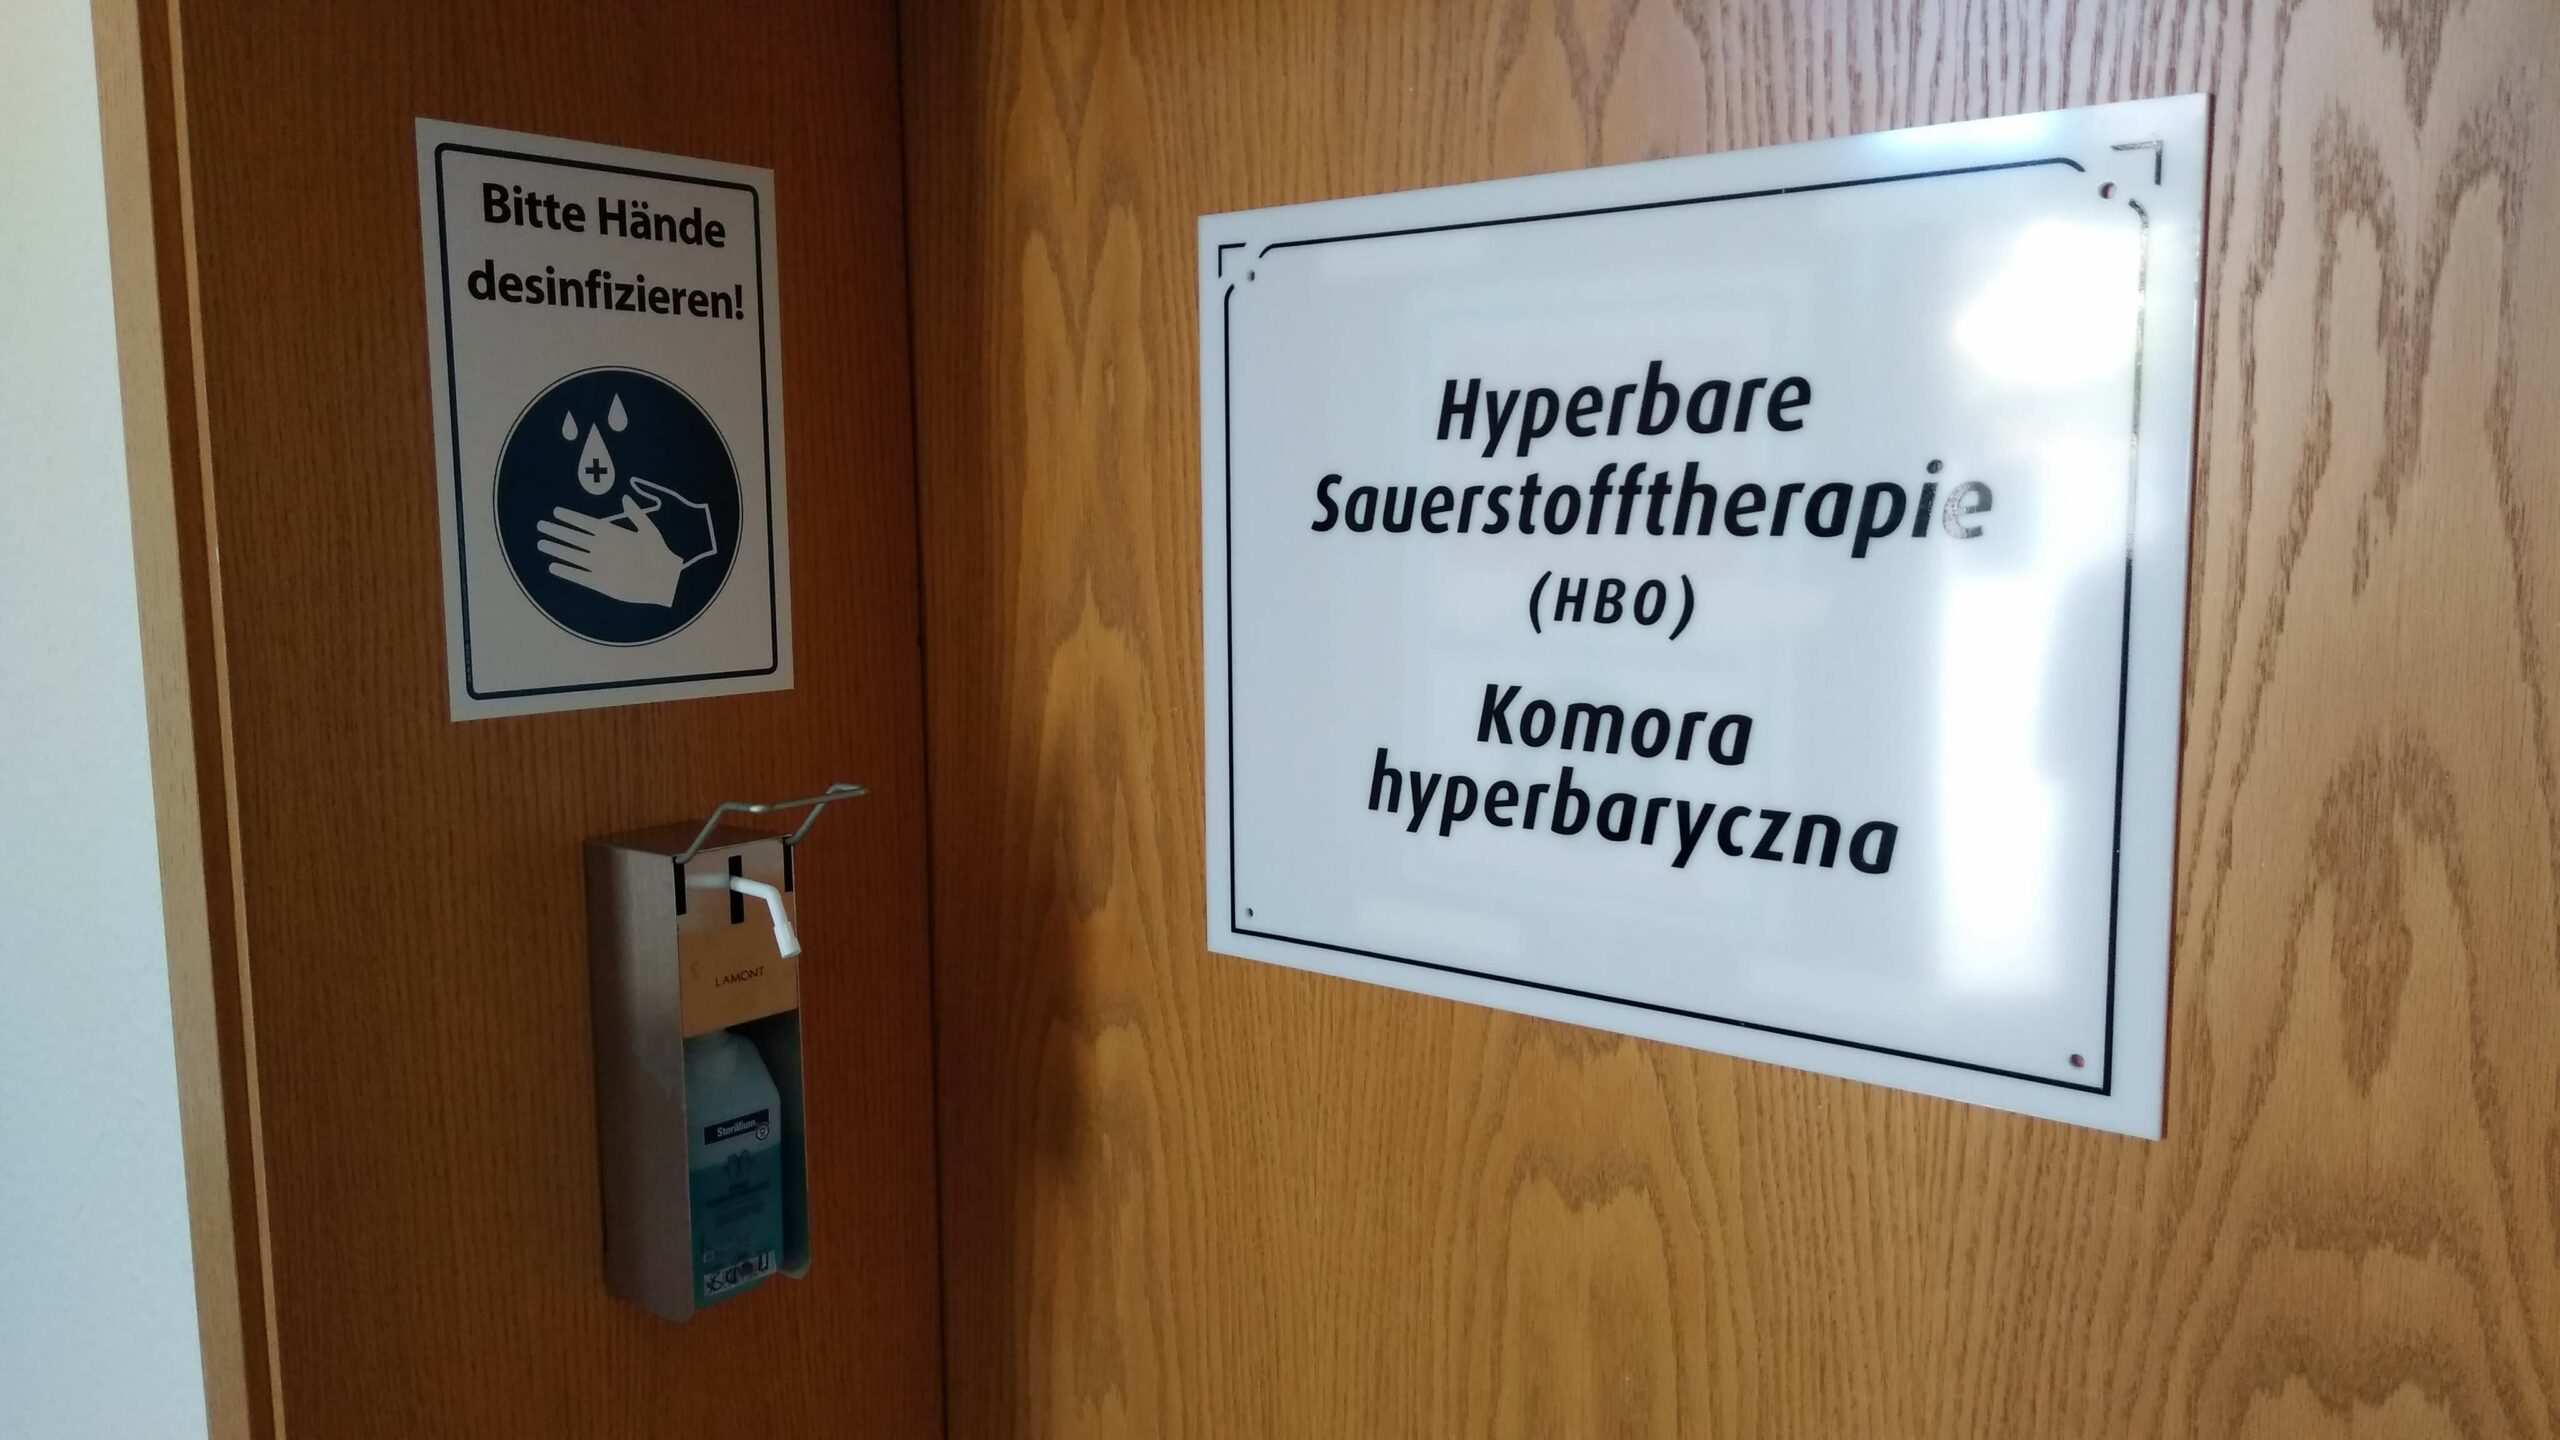 Bitte Hände
desinfizieren!
LAMONT
Sterillium
Hyperbare
Sauerstofftherapie
(HBO)
Komora
hyperbaryczna